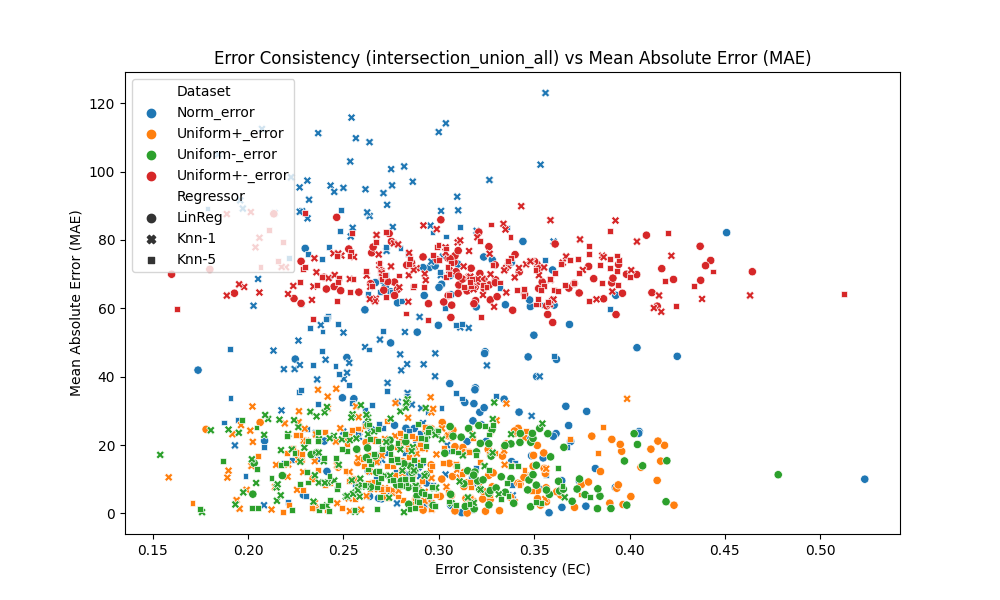 Error Consistency (intersection_union_all) vs Mean Absolute Error (MAE)
Dataset
Norm_error
Uniform+_error
Uniform-_error
Uniform+-_error
Regressor
LinReg
Knn-1
Knn-5
120
100
80
60
40
20
0
Mean Absolute Error (MAE)
0.15 0.20 0.25 0.30 0.35 0.40 0.45 0.50
Error Consistency (EC)